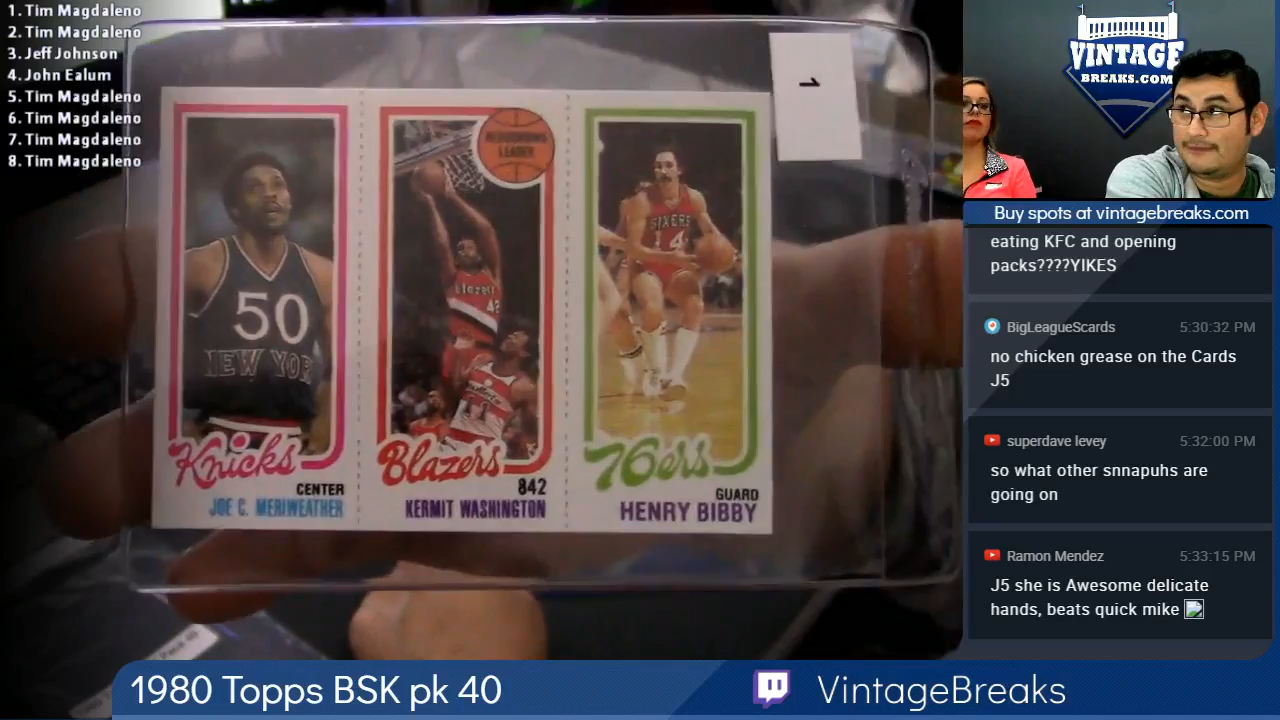 1. Tim Magdaleno
2. Tim Magdaleno
3. Jeff Johnson
4. John Ealum
5. Tim Magdaleno
6. Tim Magdaleno
7. Tim Magdaleno
8. Tim Magdaleno
1
50
NEW YOR
Knicks
CENTER
JOE C. MERIWEATHER
REBOUNDING
LEADER
Blazers
42
Blazers
842
KERMIT WASHINGTON
SIXERS
14
76ers
GUARD
HENRY BIBBY
VINTAGE
BREAKS.COM
Buy spots at vintagebreaks.com
eating KFC and opening
packs????YIKES
BigLeagueScards 5:30:32 PM
no chicken grease on the Cards
J5
superdave levey 5:32:00 PM
so what other snnapuhs are
going on
Ramon Mendez 5:33:15 PM
J5 she is Awesome delicate
hands, beats quick mike
1980 Topps BSK pk 40
VintageBreaks